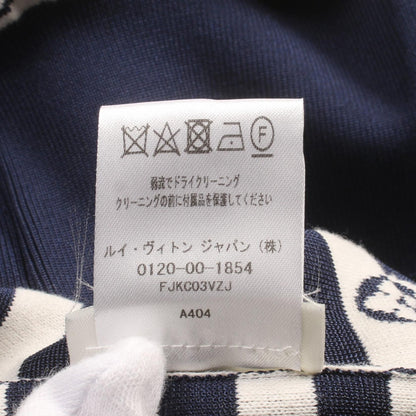 F
弱流でドライクリーニング
クリーニングの前に付属品を保護してください
ルイ・ヴィトン ジャパン (株)
0120-00-1854
FJKC03VZJ
A404